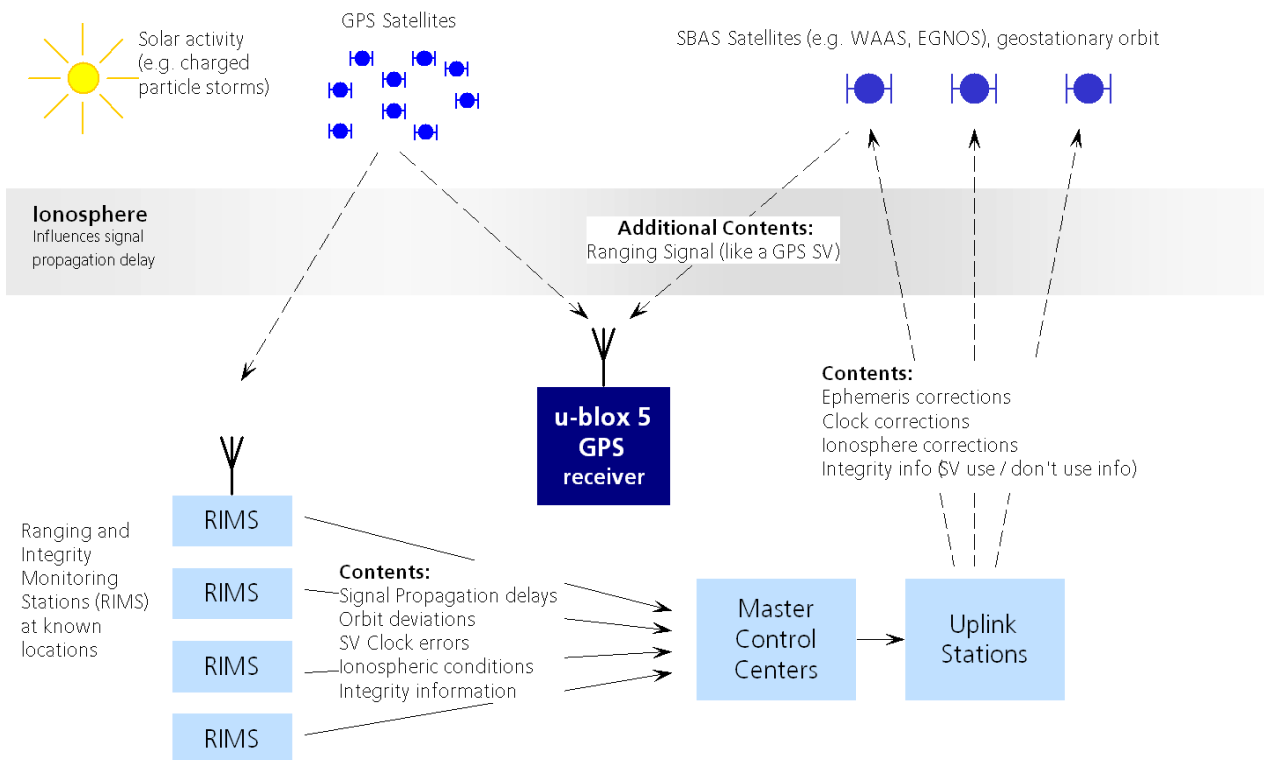 GPS Satellites
Solar activity
(e.g. charged
particle storms)
SBAS Satellites (e.g. WAAS, EGNOS), geostationary orbit
Ionosphere
Influences signal
propagation delay
Additional Contents:
Ranging Signal (like a GPS SV)
u-blox 5
GPS
receiver
Contents:
Ephemeris corrections
Clock corrections
Ionosphere corrections
Integrity info (SV use / don't use info)
Ranging and
Integrity
Monitoring
Stations (RIMS)
at known
locations
RIMS
RIMS
RIMS
RIMS
Contents:
Signal Propagation delays
Orbit deviations
SV Clock errors
Ionospheric conditions
Integrity information
Master
Control
Centers
Uplink
Stations